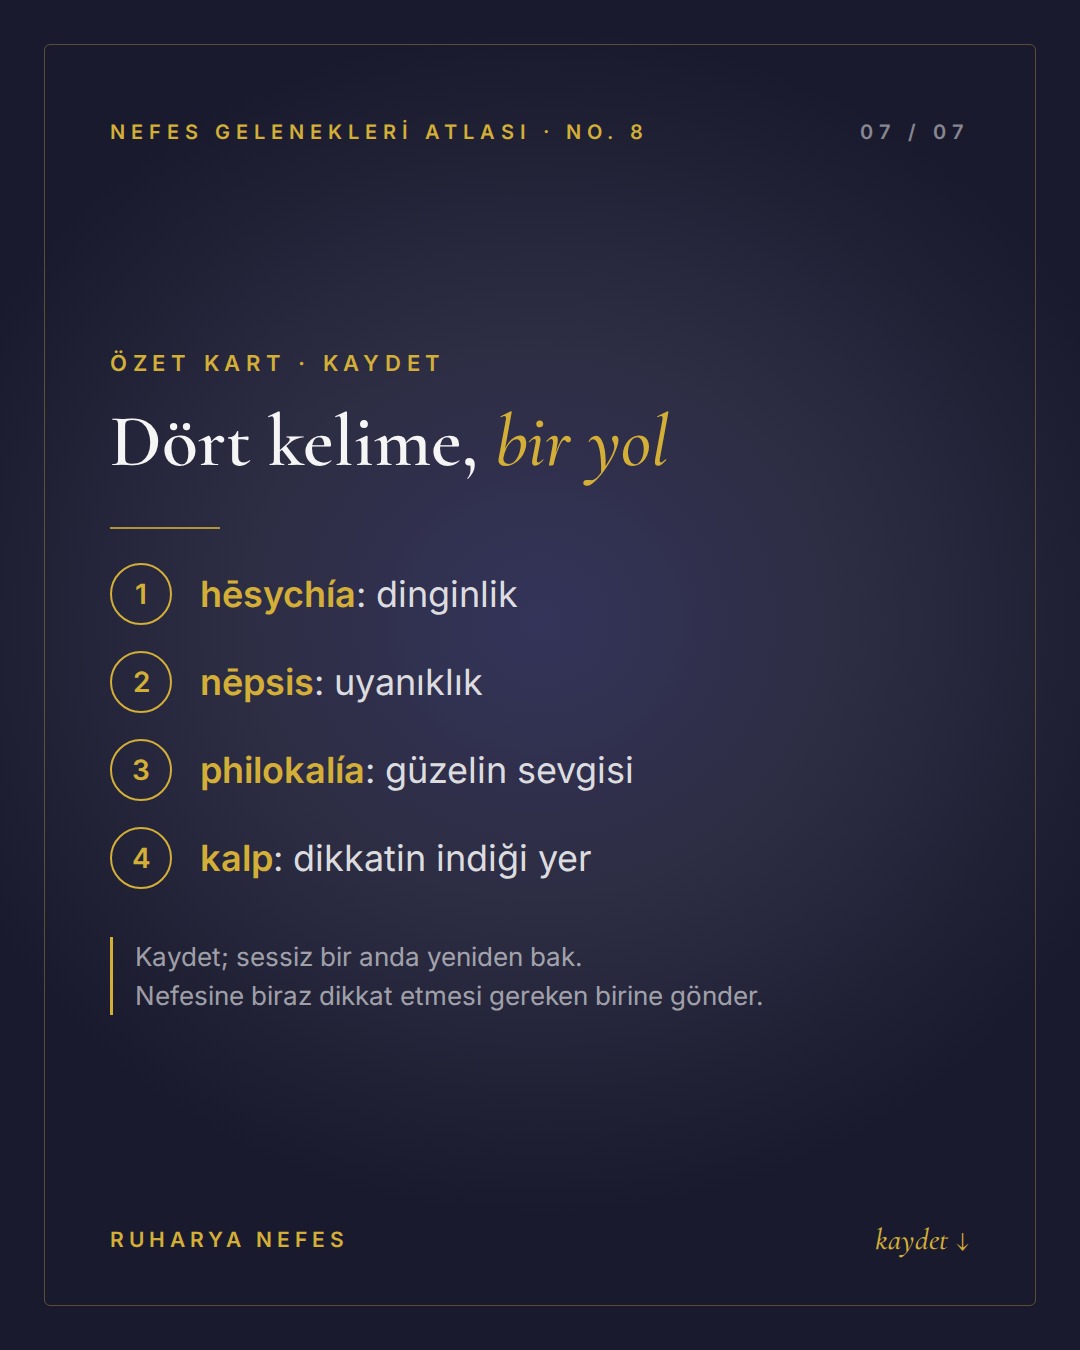 NEFES GELENEKLERİ ATLASI · NO. 8
07 / 07
ÖZET KART · KAYDET
Dört kelime, bir yol
1 hēsychía: dinginlik
2 nēpsis: uyanıklık
3 philokalía: güzelin sevgisi
4 kalp: dikkatin indiği yer
Kaydet; sessiz bir anda yeniden bak.
Nefesine biraz dikkat etmesi gereken birine gönder.
RUHARYA NEFES
kaydet ↓